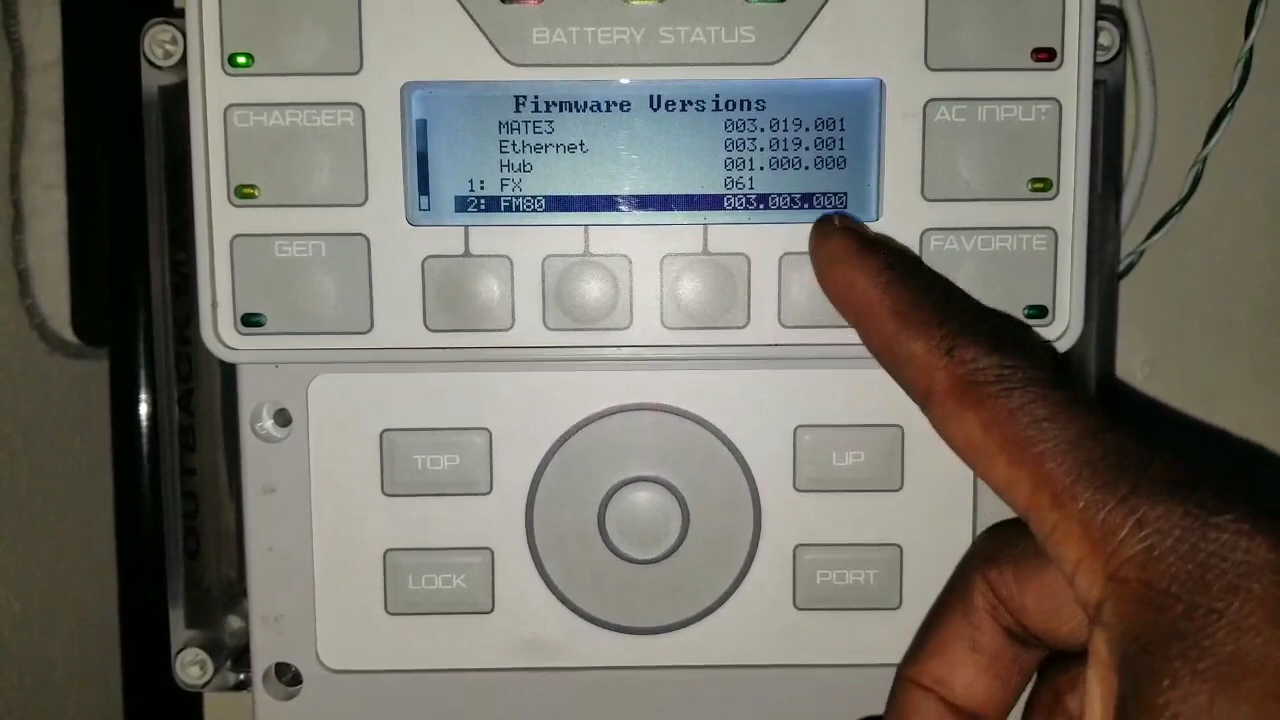 BATTERY STATUS
CHARGER
AC INPUT
GEN
FAVORITE
Firmware Versions
MATE3 003.019.001
Ethernet 003.019.001
Hub 001.000.000
1: FX 061
2: FM80 003.003.000
TOP
UP
LOCK
PORT
OUTBACK